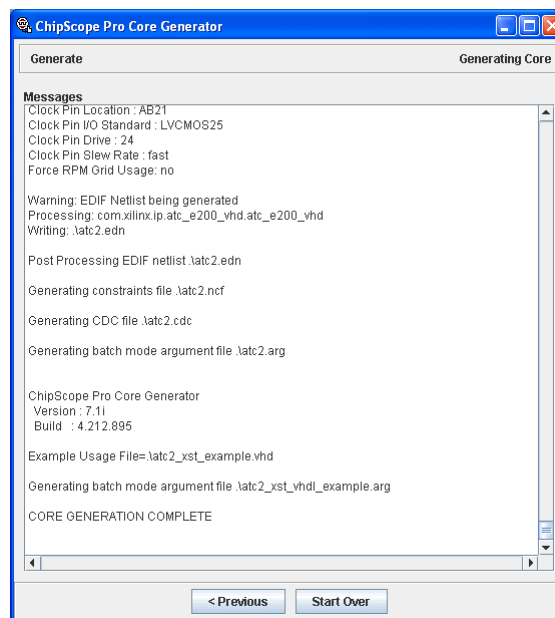 ChipScope Pro Core Generator
Generate
Generating Core
Messages
Clock Pin Location : AB21
Clock Pin I/O Standard : LVCMOS25
Clock Pin Drive : 24
Clock Pin Slew Rate : fast
Force RPM Grid Usage: no
Warning: EDIF Netlist being generated
Processing: com.xilinx.ip.atc_e200_vhd.atc_e200_vhd
Writing: .\atc2.edn
Post Processing EDIF netlist .\atc2.edn
Generating constraints file .\atc2.ncf
Generating CDC file .\atc2.cdc
Generating batch mode argument file .\atc2.arg
ChipScope Pro Core Generator
Version : 7.1i
Build : 4.212.895
Example Usage File=.\atc2_xst_example.vhd
Generating batch mode argument file .\atc2_xst_vhdl_example.arg
CORE GENERATION COMPLETE
< Previous
Start Over